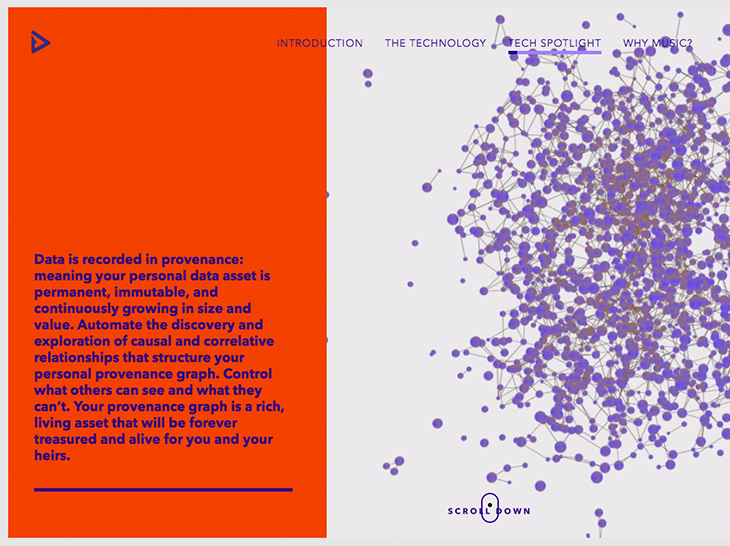 INTRODUCTION THE TECHNOLOGY TECH SPOTLIGHT WHY MUSIC?
Data is recorded in provenance:
meaning your personal data asset is
permanent, immutable, and
continuously growing in size and
value. Automate the discovery and
exploration of causal and correlative
relationships that structure your
personal provenance graph. Control
what others can see and what they
can’t. Your provenance graph is a rich,
living asset that will be forever
treasured and alive for you and your
heirs.
SCROLL DOWN